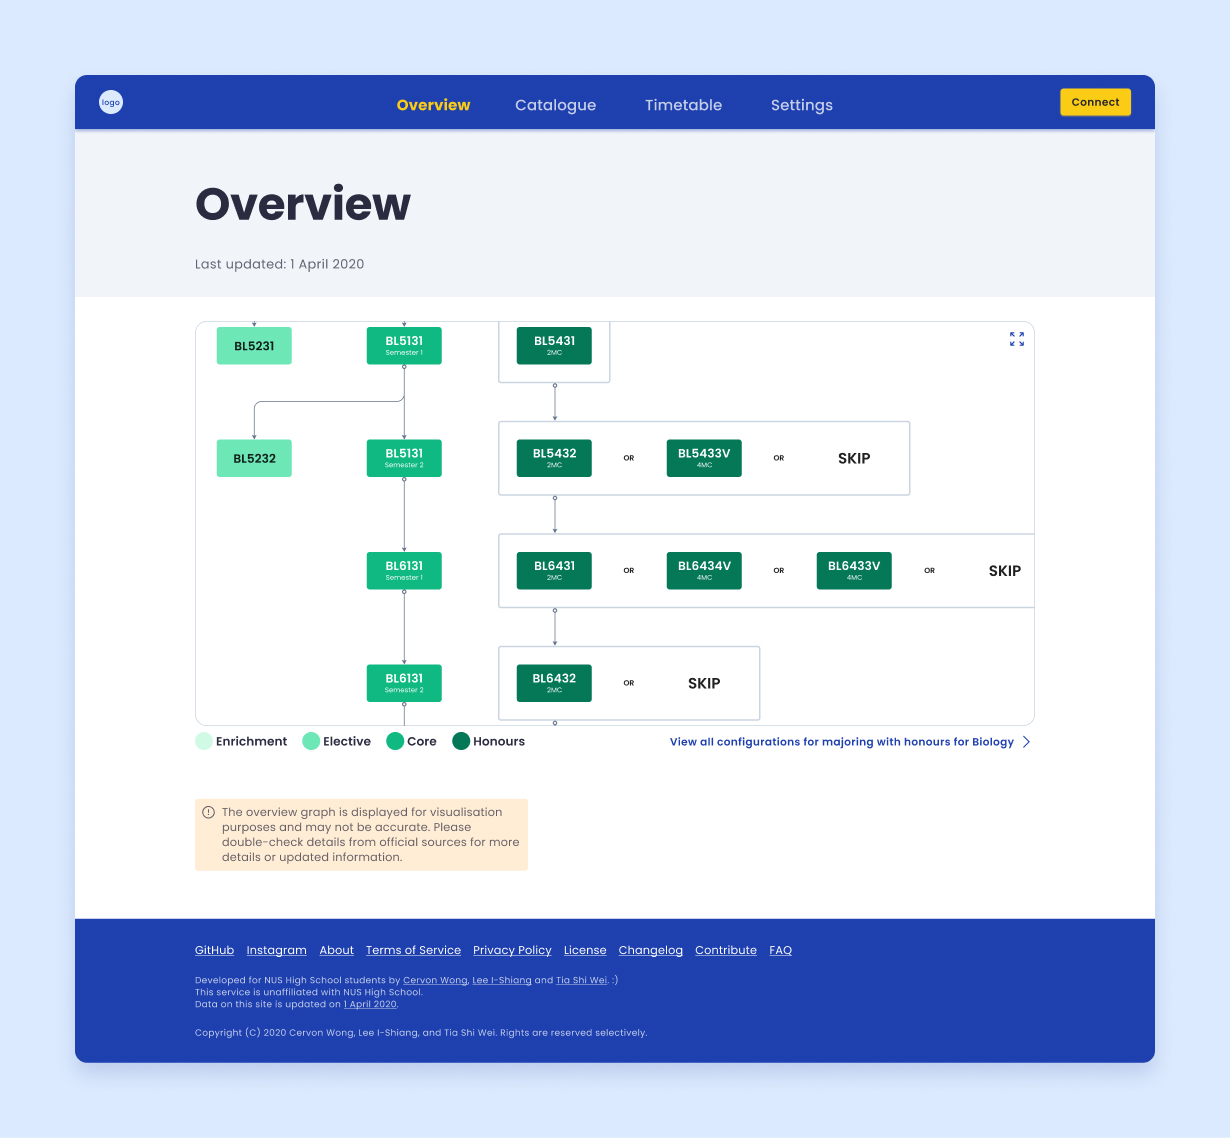 logo
Overview Catalogue Timetable Settings
Connect
Overview
Last updated: 1 April 2020
BL5231 BL5131 BL5431
Semester 1 2MC
BL5232 BL5131 BL5432 OR BL5433V OR SKIP
Semester 2 2MC 4MC
BL6131 BL6431 OR BL6434V OR BL6433V OR SKIP
Semester 1 2MC 4MC 4MC
BL6131 BL6432 OR SKIP
Semester 2 2MC
Enrichment Elective Core Honours
View all configurations for majoring with honours for Biology
The overview graph is displayed for visualisation
purposes and may not be accurate. Please
double-check details from official sources for more
details or updated information.
GitHub Instagram About Terms of Service Privacy Policy License Changelog Contribute FAQ
Developed for NUS High School students by Cervon Wong, Lee I-Shiang and Tia Shi Wei. :)
This service is unaffiliated with NUS High School.
Data on this site is updated on 1 April 2020.
Copyright (C) 2020 Cervon Wong, Lee I-Shiang, and Tia Shi Wei. Rights are reserved selectively.